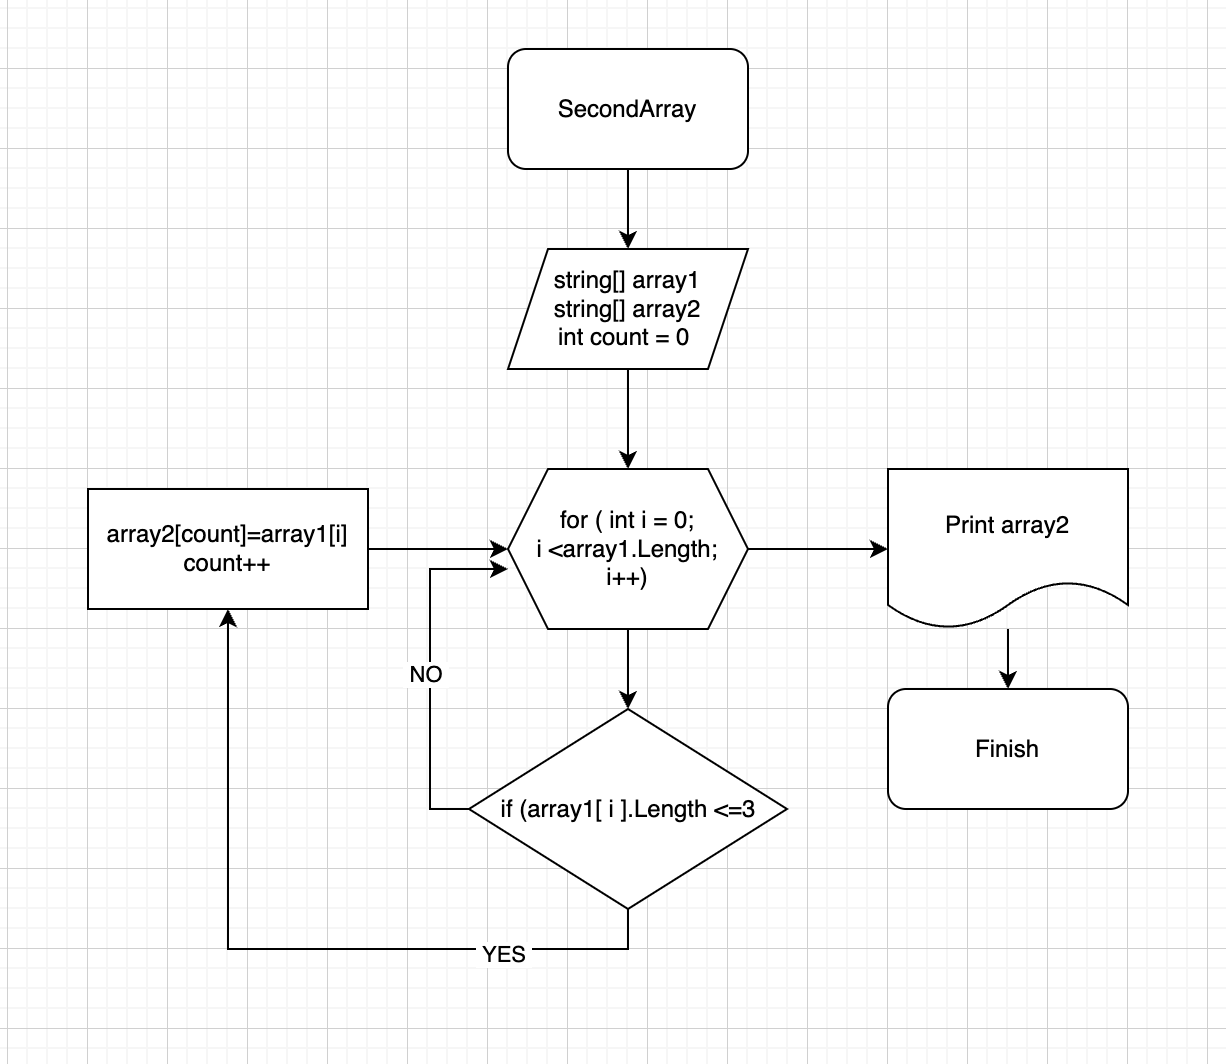 SecondArray
string[] array1
string[] array2
int count = 0
for ( int i = 0;
i <array1.Length;
i++)
array2[count]=array1[i]
count++
Print array2
NO
if (array1[ i ].Length <=3
Finish
YES